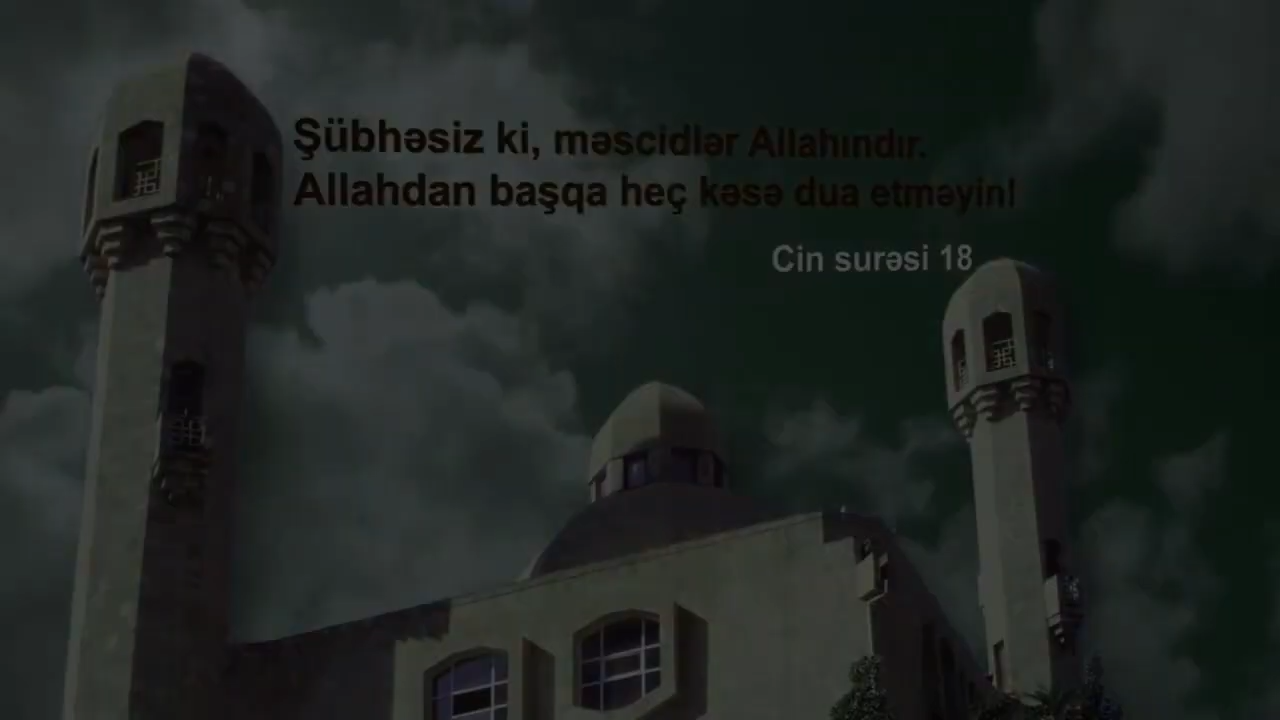 Şübhəsiz ki, məscidlər Allahındır.
Allahdan başqa heç kəsə dua etməyin!
Cin surəsi 18